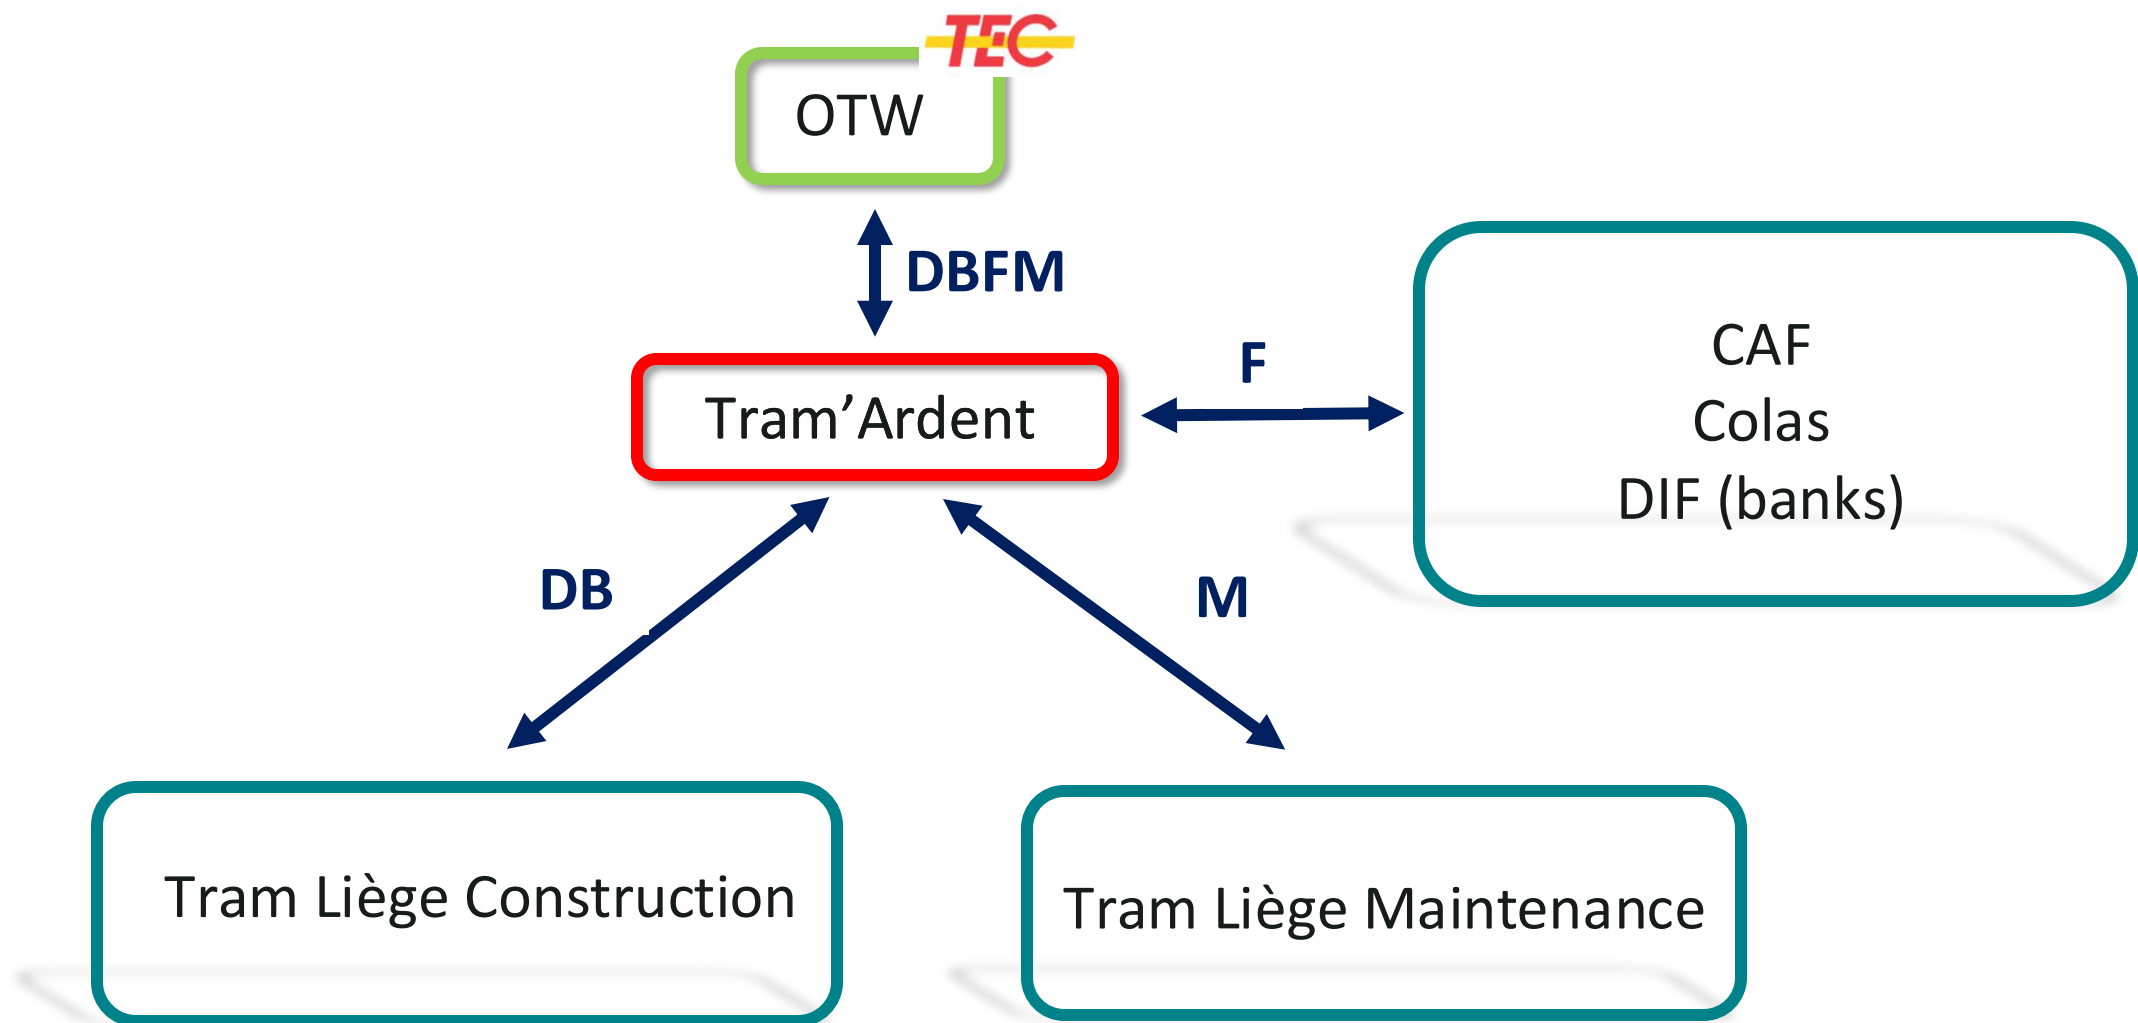 TEC
OTW
DBFM
F
Tram’Ardent
CAF
Colas
DIF (banks)
DB
M
Tram Liège Construction
Tram Liège Maintenance